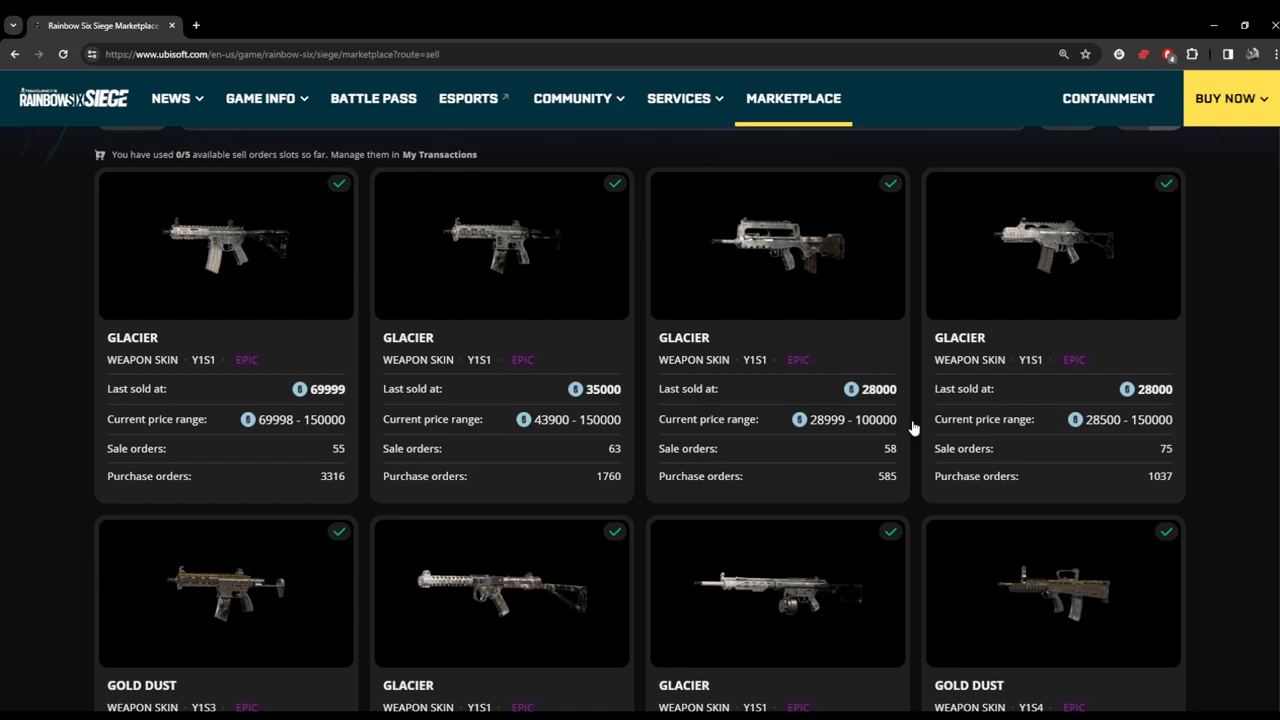 Rainbow Six Siege Marketplace
https://www.ubisoft.com/en-us/game/rainbow-six/siege/marketplace?route=sell
4
RAINBOWSIX SIEGE NEWS BATTLE PASS GAME INFO ESPORTS COMMUNITY SERVICES MARKETPLACE CONTAINMENT BUY NOW
You have used 0/5 available sell orders slots so far. Manage them in My Transactions
GLACIER
WEAPON SKIN · Y1S1 · EPIC
Last sold at: 69999
Current price range: 69998 - 150000
Sale orders: 55
Purchase orders: 3316
GLACIER
WEAPON SKIN · Y1S1 · EPIC
Last sold at: 35000
Current price range: 43900 - 150000
Sale orders: 63
Purchase orders: 1760
GLACIER
WEAPON SKIN · Y1S1 · EPIC
Last sold at: 28000
Current price range: 28999 - 100000
Sale orders: 58
Purchase orders: 585
GLACIER
WEAPON SKIN · Y1S1 · EPIC
Last sold at: 28000
Current price range: 28500 - 150000
Sale orders: 75
Purchase orders: 1037
GOLD DUST
WEAPON SKIN · Y1S3 · EPIC
GLACIER
WEAPON SKIN · Y1S1 · EPIC
GLACIER
WEAPON SKIN · Y1S1 · EPIC
GOLD DUST
WEAPON SKIN · Y1S4 · EPIC